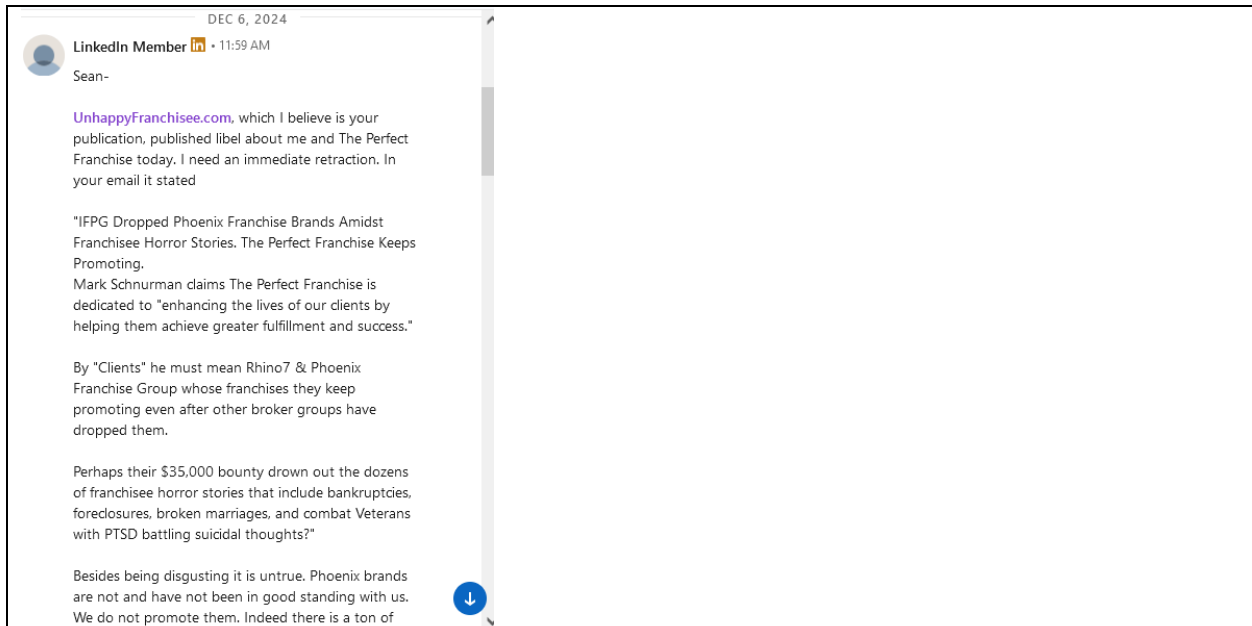 DEC 6, 2024
LinkedIn Member in • 11:59 AM
Sean-
UnhappyFranchisee.com, which I believe is your
publication, published libel about me and The Perfect
Franchise today. I need an immediate retraction. In
your email it stated
"IFPG Dropped Phoenix Franchise Brands Amidst
Franchisee Horror Stories. The Perfect Franchise Keeps
Promoting.
Mark Schnurman claims The Perfect Franchise is
dedicated to "enhancing the lives of our clients by
helping them achieve greater fulfillment and success."
By "Clients" he must mean Rhino7 & Phoenix
Franchise Group whose franchises they keep
promoting even after other broker groups have
dropped them.
Perhaps their $35,000 bounty drown out the dozens
of franchisee horror stories that include bankruptcies,
foreclosures, broken marriages, and combat Veterans
with PTSD battling suicidal thoughts?"
Besides being disgusting it is untrue. Phoenix brands
are not and have not been in good standing with us.
We do not promote them. Indeed there is a ton of